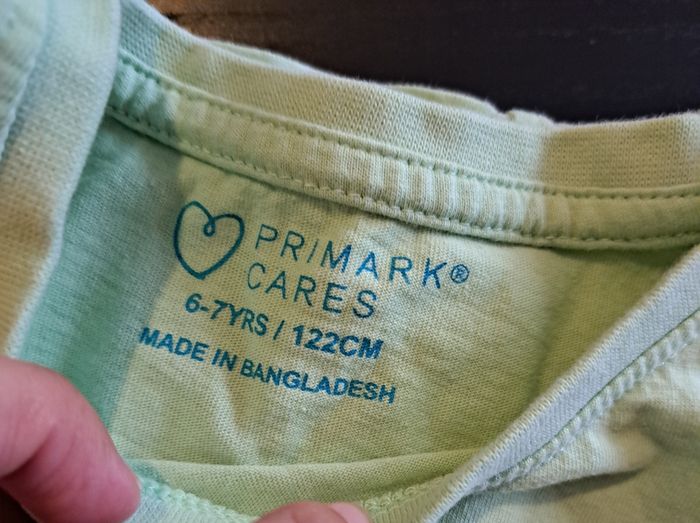 PRIMARK®
CARES
6-7YRS / 122CM
MADE IN BANGLADESH